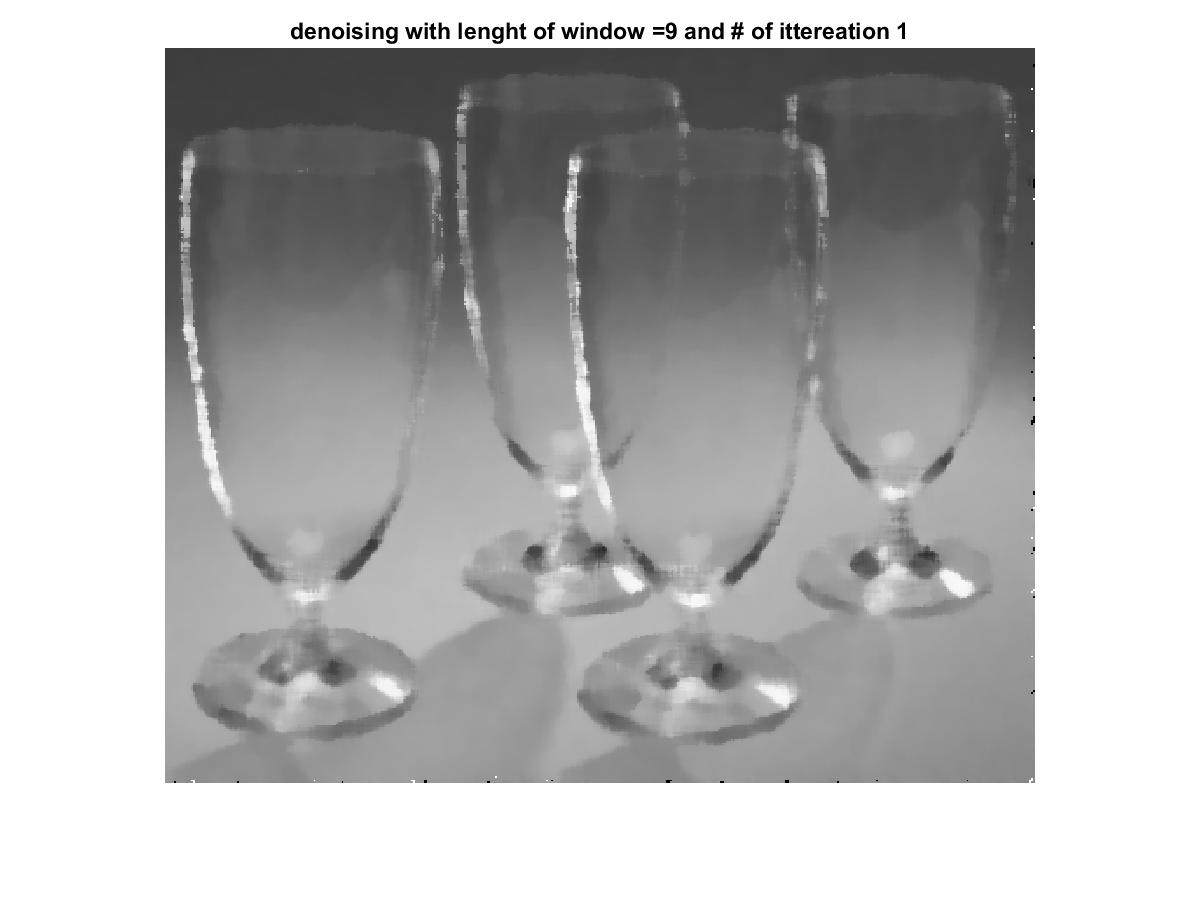 denoising with lenght of window =9 and # of ittereation 1